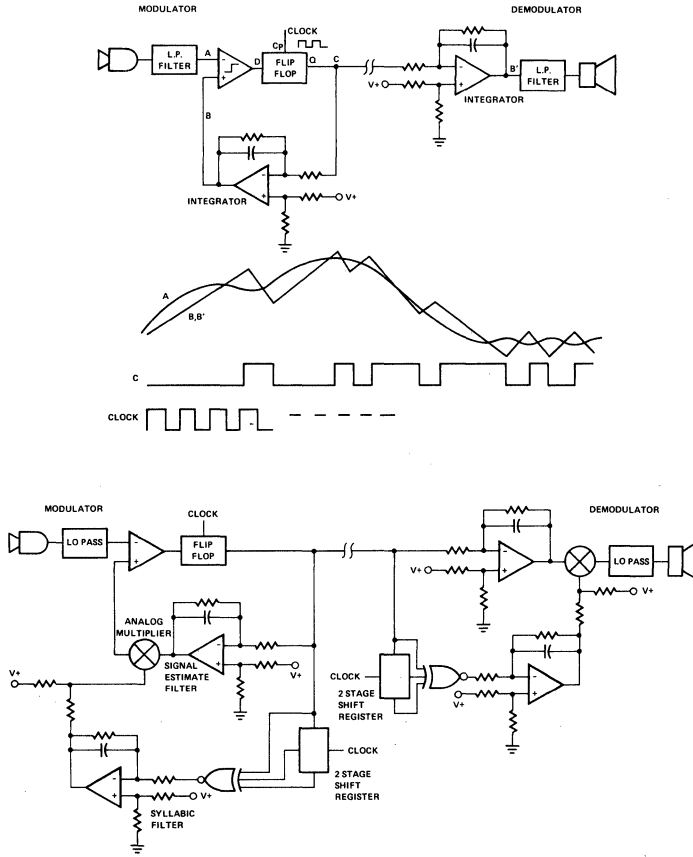 MODULATOR
DEMODULATOR
CLOCK
CP
L.P.
FILTER
A
-
+
D
FLIP
FLOP
Q
C
B
INTEGRATOR
-
+
V+
V+
-
+
INTEGRATOR
B'
L.P.
FILTER
A
B,B'
C
CLOCK
MODULATOR
DEMODULATOR
CLOCK
LO PASS
-
+
FLIP
FLOP
V+
-
+
LO PASS
V+
ANALOG
MULTIPLIER
SIGNAL
ESTIMATE
FILTER
-
+
V+
V+
CLOCK
2 STAGE
SHIFT
REGISTER
V+
-
+
CLOCK
2 STAGE
SHIFT
REGISTER
-
+
V+
SYLLABIC
FILTER